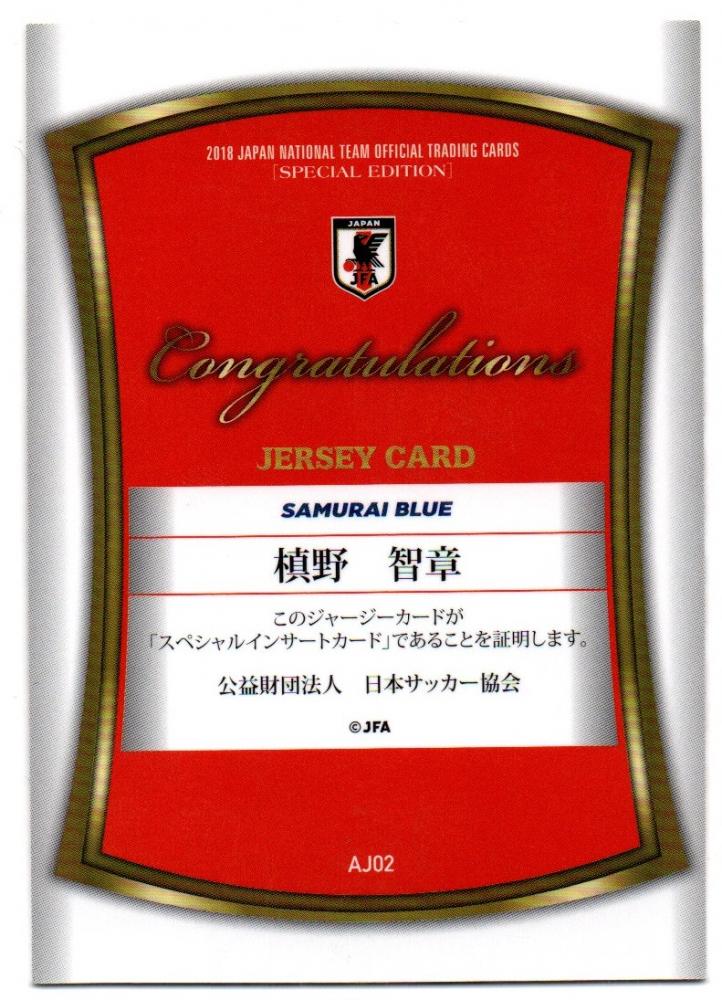 2018 JAPAN NATIONAL TEAM OFFICIAL TRADING CARDS
[SPECIAL EDITION]
JAPAN
JFA
Congratulations
JERSEY CARD
SAMURAI BLUE
槙野 智章
このジャージーカードが
「スペシャルインサートカード」であることを証明します。
公益財団法人 日本サッカー協会
©JFA
AJ02